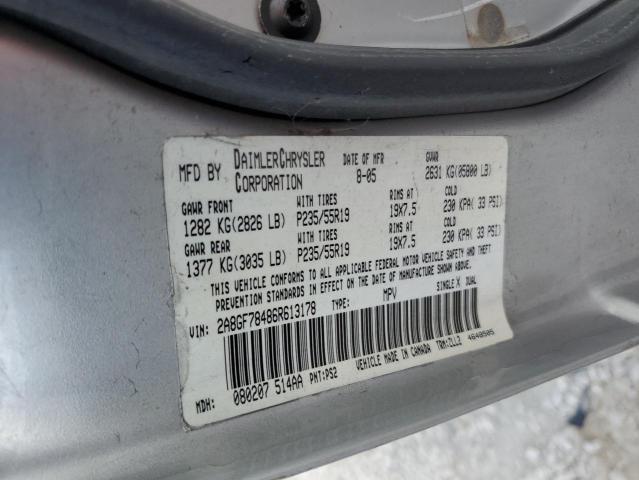 MFD BY DAIMLERCHRYSLER CORPORATION DATE OF MFR 8-05 GVWR 2631 KG(05800 LB)
GAWR FRONT WITH TIRES RIMS AT COLD
1282 KG(2826 LB) P235/55R19 19X7.5 230 KPA( 33 PSI)
GAWR REAR WITH TIRES RIMS AT COLD
1377 KG(3035 LB) P235/55R19 19X7.5 230 KPA( 33 PSI)
THIS VEHICLE CONFORMS TO ALL APPLICABLE FEDERAL MOTOR VEHICLE SAFETY AND THEFT
PREVENTION STANDARDS IN EFFECT ON THE DATE OF MANUFACTURE SHOWN ABOVE.
VIN: 2A8GF78486R613178 TYPE: MPV SINGLE X DUAL
MDH: 080207 514AA PNT:PS2 VEHICLE MADE IN CANADA TRM:ZLL2 4648505